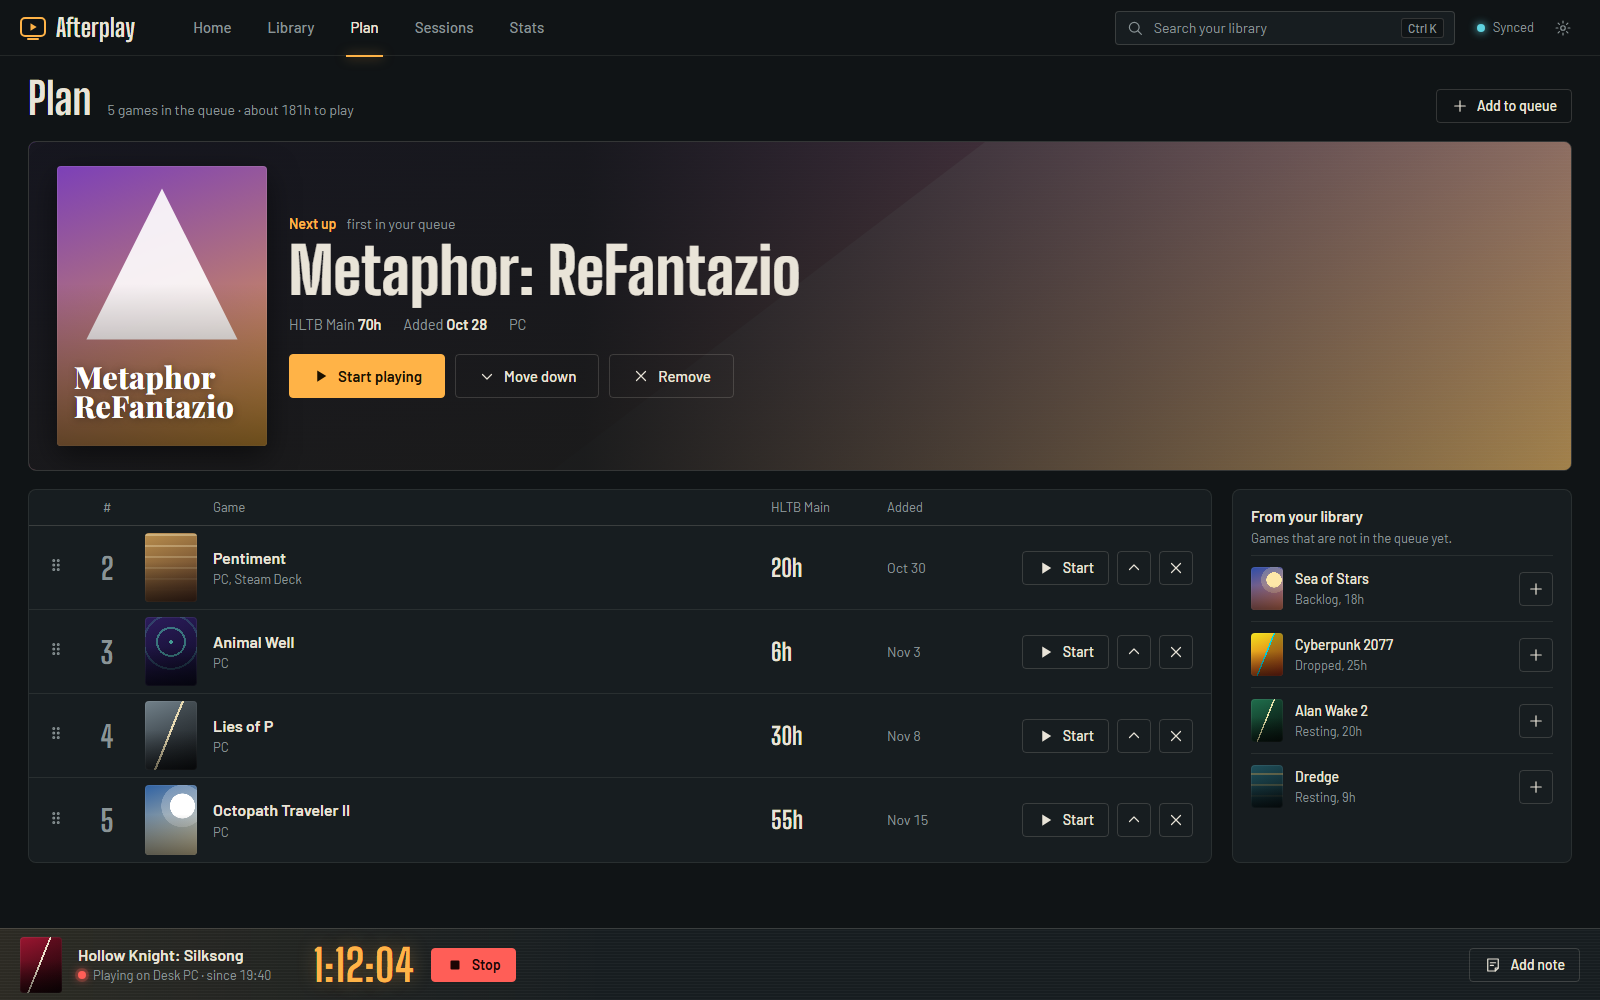 Afterplay
Home
Library
Plan
Sessions
Stats
Search your library
Ctrl K
Synced
Plan
5 games in the queue · about 181h to play
Add to queue
Metaphor
ReFantazio
Next up first in your queue
Metaphor: ReFantazio
HLTB Main 70h Added Oct 28 PC
Start playing
Move down
Remove
# Game HLTB Main Added
2 Pentiment 20h Oct 30 Start
PC, Steam Deck
3 Animal Well 6h Nov 3 Start
PC
4 Lies of P 30h Nov 8 Start
PC
5 Octopath Traveler II 55h Nov 15 Start
PC
From your library
Games that are not in the queue yet.
Sea of Stars
Backlog, 18h
Cyberpunk 2077
Dropped, 25h
Alan Wake 2
Resting, 20h
Dredge
Resting, 9h
Hollow Knight: Silksong
Playing on Desk PC · since 19:40
1:12:04
Stop
Add note